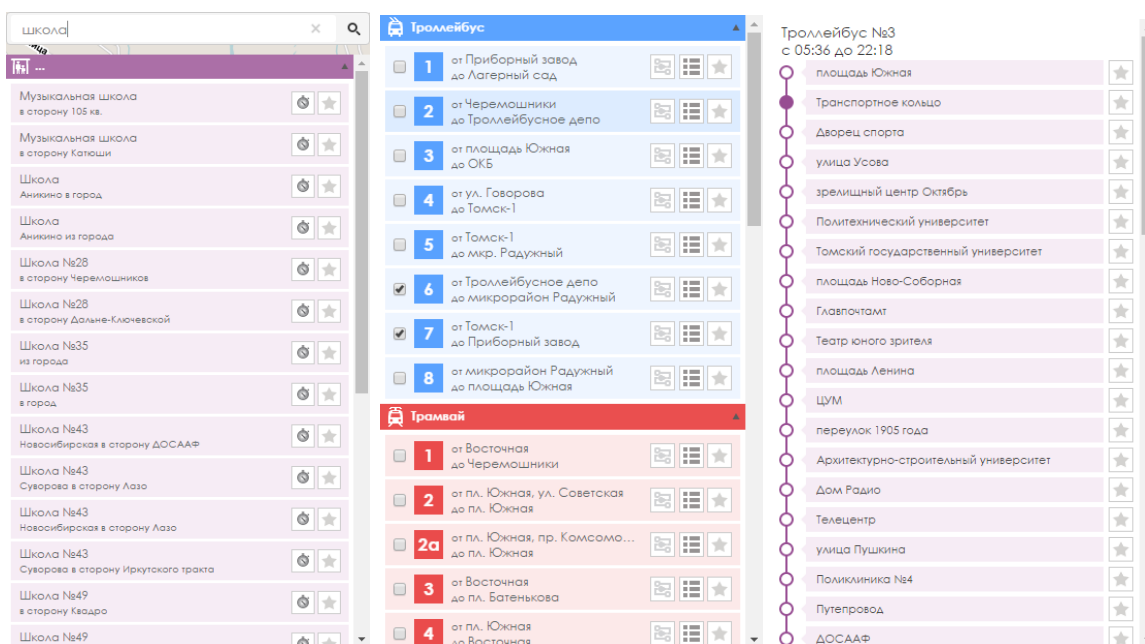 школа
Музыкальная школа
в сторону 105 кв.
Музыкальная школа
в сторону Катюши
Школа
Аникино в город
Школа
Аникино из города
Школа №28
в сторону Черемошников
Школа №28
в сторону Дальне-Ключевской
Школа №35
из города
Школа №35
в город
Школа №43
Новосибирская в сторону ДОСААФ
Школа №43
Суворова в сторону Лазо
Школа №43
Новосибирская в сторону Лазо
Школа №43
Суворова в сторону Иркутского тракта
Школа №49
в сторону Квадро
Школа №49
Троллейбус
1
от Приборный завод
до Лагерный сад
2
от Черемошники
до Троллейбусное депо
3
от площадь Южная
до ОКБ
4
от ул. Говорова
до Томск-1
5
от Томск-1
до мкр. Радужный
6
от Троллейбусное депо
до микрорайон Радужный
7
от Томск-1
до Приборный завод
8
от микрорайон Радужный
до площадь Южная
Трамвай
1
от Восточная
до Черемошники
2
от пл. Южная, ул. Советская
до пл. Южная
2а
от пл. Южная, пр. Комсомо...
до пл. Южная
3
от Восточная
до пл. Батенькова
4
от пл. Южная
до Восточная
Троллейбус №3
с 05:36 до 22:18
площадь Южная
Транспортное кольцо
Дворец спорта
улица Усова
зрелищный центр Октябрь
Политехнический университет
Томский государственный университет
площадь Ново-Соборная
Главпочтамт
Театр юного зрителя
площадь Ленина
ЦУМ
переулок 1905 года
Архитектурно-строительный университет
Дом Радио
Телецентр
улица Пушкина
Поликлиника №4
Путепровод
ДОСААФ